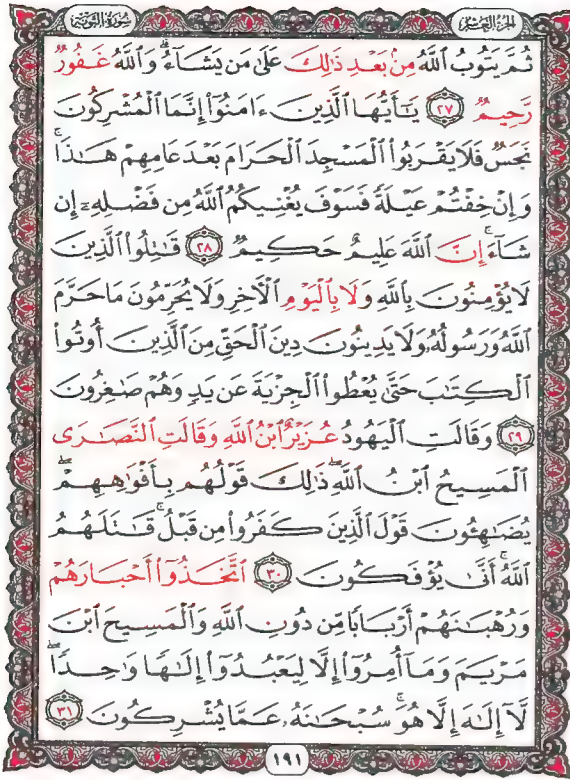 الجزء العاشر سورة التوبة
ثُمَّ يَتُوبُ ٱللَّهُ مِنۢ بَعْدِ ذَٰلِكَ عَلَىٰ مَن يَشَآءُ ۗ وَٱللَّهُ غَفُورٌ
رَّحِيمٌ ٢٧ يَـٰٓأَيُّهَا ٱلَّذِينَ ءَامَنُوٓا۟ إِنَّمَا ٱلْمُشْرِكُونَ
نَجَسٌ فَلَا يَقْرَبُوا۟ ٱلْمَسْجِدَ ٱلْحَرَامَ بَعْدَ عَامِهِمْ هَـٰذَا ۚ
وَإِنْ خِفْتُمْ عَيْلَةً فَسَوْفَ يُغْنِيكُمُ ٱللَّهُ مِن فَضْلِهِۦٓ إِن
شَآءَ ۚ إِنَّ ٱللَّهَ عَلِيمٌ حَكِيمٌ ٢٨ قَـٰتِلُوا۟ ٱلَّذِينَ
لَا يُؤْمِنُونَ بِٱللَّهِ وَلَا بِٱلْيَوْمِ ٱلْـَٔاخِرِ وَلَا يُحَرِّمُونَ مَا حَرَّمَ
ٱللَّهُ وَرَسُولُهُۥ وَلَا يَدِينُونَ دِينَ ٱلْحَقِّ مِنَ ٱلَّذِينَ أُوتُوا۟
ٱلْكِتَـٰبَ حَتَّىٰ يُعْطُوا۟ ٱلْجِزْيَةَ عَن يَدٍ وَهُمْ صَـٰغِرُونَ
٢٩ وَقَالَتِ ٱلْيَهُودُ عُزَيْرٌ ٱبْنُ ٱللَّهِ وَقَالَتِ ٱلنَّصَـٰرَى
ٱلْمَسِيحُ ٱبْنُ ٱللَّهِ ۖ ذَٰلِكَ قَوْلُهُم بِأَفْوَٰهِهِمْ ۖ
يُضَـٰهِـُٔونَ قَوْلَ ٱلَّذِينَ كَفَرُوا۟ مِن قَبْلُ ۚ قَـٰتَلَهُمُ
ٱللَّهُ ۚ أَنَّىٰ يُؤْفَكُونَ ٣٠ ٱتَّخَذُوٓا۟ أَحْبَارَهُمْ
وَرُهْبَـٰنَهُمْ أَرْبَابًا مِّن دُونِ ٱللَّهِ وَٱلْمَسِيحَ ٱبْنَ
مَرْيَمَ وَمَآ أُمِرُوٓا۟ إِلَّا لِيَعْبُدُوٓا۟ إِلَـٰهًا وَٰحِدًا ۖ
لَّآ إِلَـٰهَ إِلَّا هُوَ ۚ سُبْحَـٰنَهُۥ عَمَّا يُشْرِكُونَ ٣١
١٩١